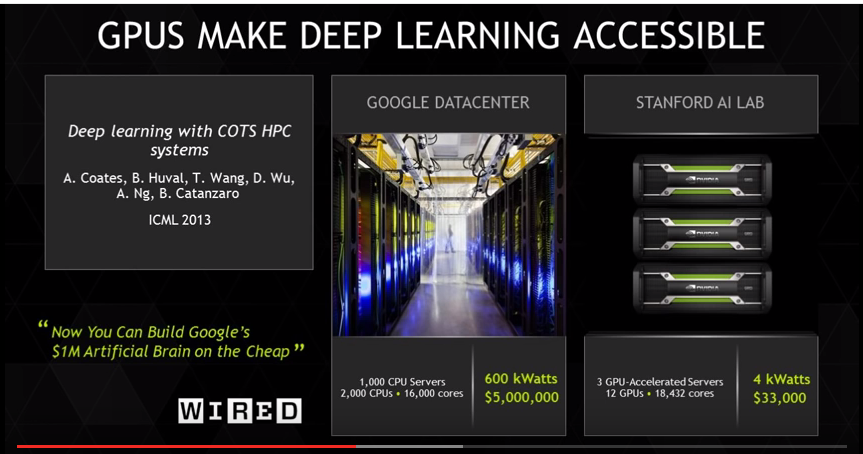 GPUS MAKE DEEP LEARNING ACCESSIBLE
Deep learning with COTS HPC
systems
A. Coates, B. Huval, T. Wang, D. Wu,
A. Ng, B. Catanzaro
ICML 2013
“ Now You Can Build Google’s
$1M Artificial Brain on the Cheap ”
WIRED
GOOGLE DATACENTER
1,000 CPU Servers
2,000 CPUs • 16,000 cores
600 kWatts
$5,000,000
STANFORD AI LAB
NVIDIA
NVIDIA
NVIDIA
3 GPU-Accelerated Servers
12 GPUs • 18,432 cores
4 kWatts
$33,000